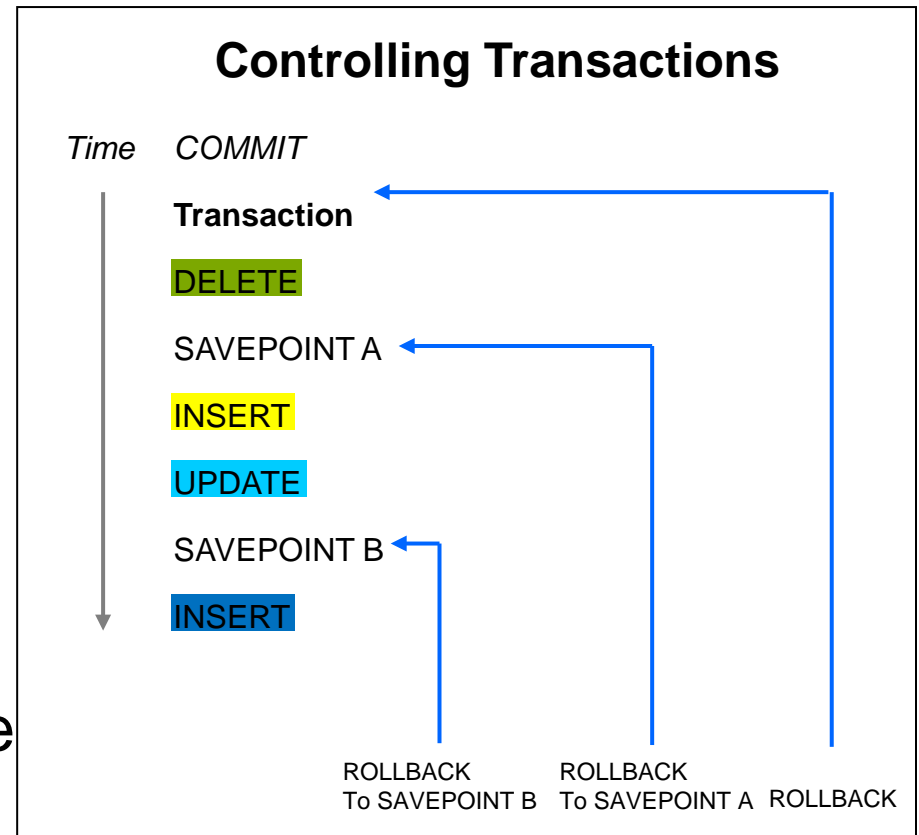 Controlling Transactions
Time COMMIT
Transaction
DELETE
SAVEPOINT A
INSERT
UPDATE
SAVEPOINT B
INSERT
e
ROLLBACK
To SAVEPOINT B
ROLLBACK
To SAVEPOINT A
ROLLBACK